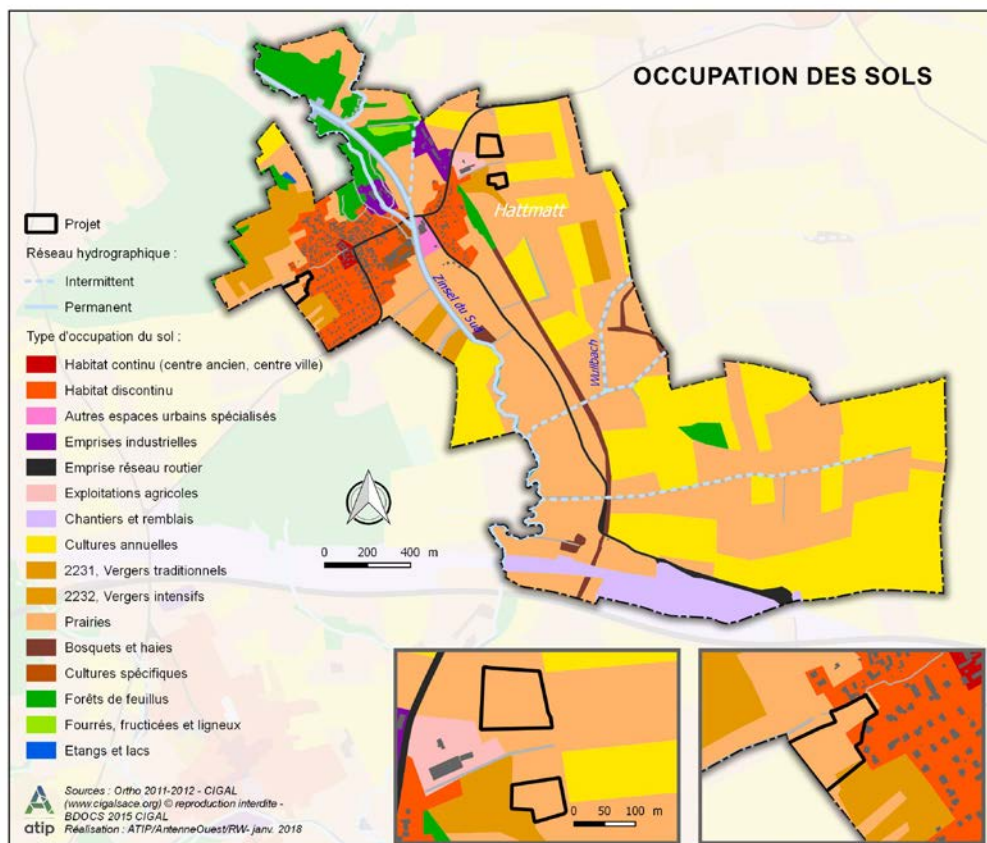 OCCUPATION DES SOLS
Hattmatt
Zinsel du Sud
Wullbach
Projet
Réseau hydrographique :
Intermittent
Permanent
Type d'occupation du sol :
Habitat continu (centre ancien, centre ville)
Habitat discontinu
Autres espaces urbains spécialisés
Emprises industrielles
Emprise réseau routier
Exploitations agricoles
Chantiers et remblais
Cultures annuelles
2231, Vergers traditionnels
2232, Vergers intensifs
Prairies
Bosquets et haies
Cultures spécifiques
Forêts de feuillus
Fourrés, fructicées et ligneux
Etangs et lacs
0 200 400 m
0 50 100 m
Sources : Ortho 2011-2012 - CIGAL
(www.cigalsace.org) © reproduction interdite -
BDOCS 2015 CIGAL
Réalisation : ATIP/AntenneOuest/RW- janv. 2018
atip